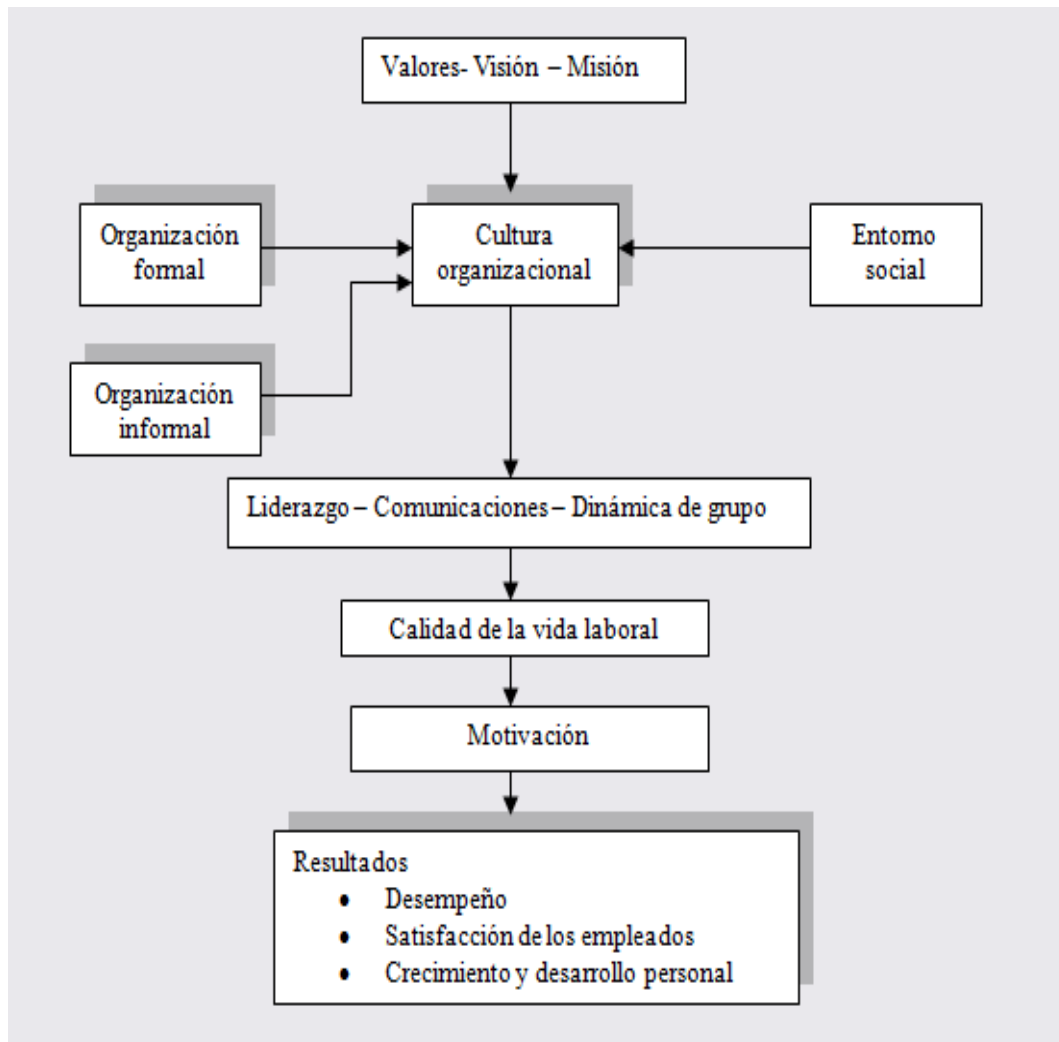 Valores- Visión – Misión
Organización
formal
Cultura
organizacional
Entorno
social
Organización
informal
Liderazgo – Comunicaciones – Dinámica de grupo
Calidad de la vida laboral
Motivación
Resultados
• Desempeño
• Satisfacción de los empleados
• Crecimiento y desarrollo personal